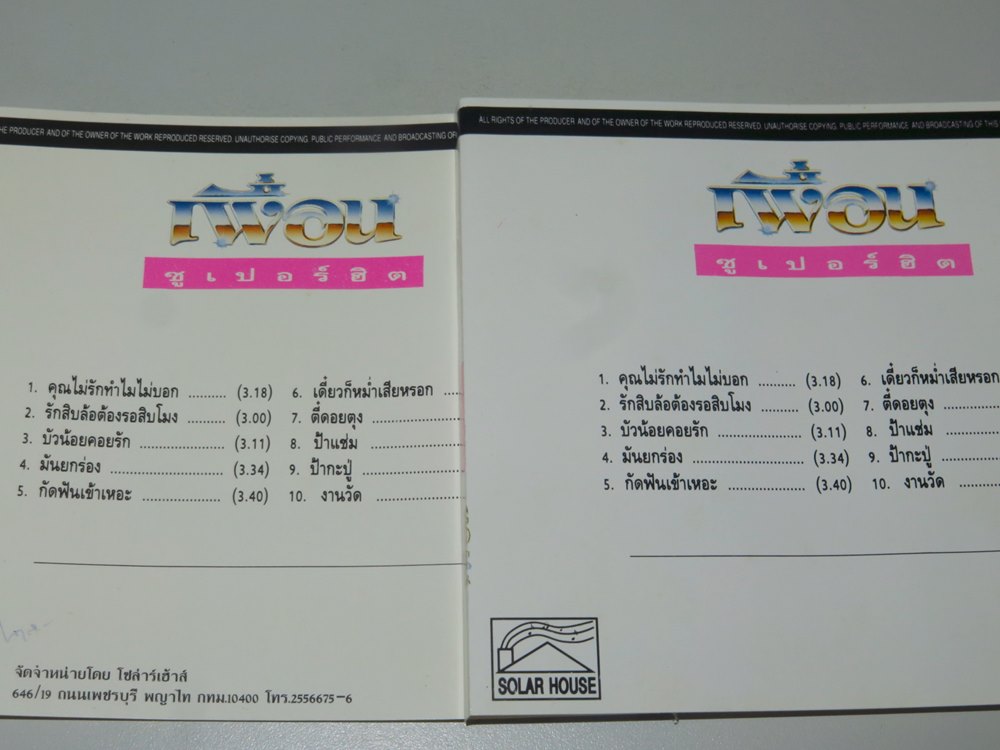 HE PRODUCER AND OF THE OWNER OF THE WORK REPRODUCED RESERVED. UNAUTHORISE COPYING, PUBLIC PERFORMANCE AND BROADCASTING OF
เพื่อน
ซูเปอร์ฮิต
1. คุณไม่รักทำไมไม่บอก ......... (3.18)
2. รักสิบล้อต้องรอสิบโมง ......... (3.00)
3. บัวน้อยคอยรัก ......... (3.11)
4. มันยกร่อง ......... (3.34)
5. กัดฟันเข้าเหอะ ......... (3.40)
6. เดี๋ยวก็หม่ำเสียหรอก ....
7. ตี๋ดอยตุง .........
8. ป้าแช่ม .........
9. ป้ากะปู่ .........
10. งานวัด .........
จัดจำหน่ายโดย โซล่าร์เฮ้าส์
646/19 ถนนเพชรบุรี พญาไท กทม.10400 โทร.2556675-6
ALL RIGHTS OF THE PRODUCER AND OF THE OWNER OF THE WORK REPRODUCED RESERVED. UNAUTHORISE COPYING, PUBLIC PERFORMANCE AND BROADCASTING OF THIS
เพื่อน
ซูเปอร์ฮิต
1. คุณไม่รักทำไมไม่บอก ......... (3.18)
2. รักสิบล้อต้องรอสิบโมง ......... (3.00)
3. บัวน้อยคอยรัก ......... (3.11)
4. มันยกร่อง ......... (3.34)
5. กัดฟันเข้าเหอะ ......... (3.40)
6. เดี๋ยวก็หม่ำเสียหรอก
7. ตี๋ดอยตุง .........
8. ป้าแช่ม .........
9. ป้ากะปู่ .........
10. งานวัด .........
SOLAR HOUSE